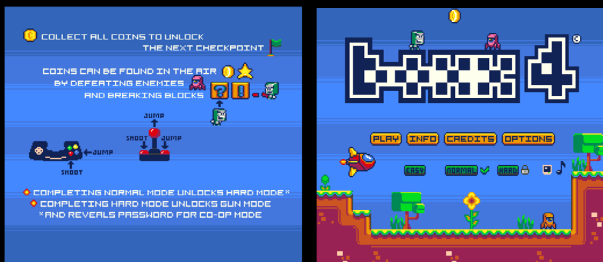 COLLECT ALL COINS TO UNLOCK
THE NEXT CHECKPOINT
COINS CAN BE FOUND IN THE AIR
BY DEFEATING ENEMIES
AND BREAKING BLOCKS
? !
JUMP
SHOOT JUMP
JUMP
SHOOT
COMPLETING NORMAL MODE UNLOCKS HARD MODE*
COMPLETING HARD MODE UNLOCKS GUN MODE
*AND REVEALS PASSWORD FOR CO-OP MODE
4 C
PLAY INFO CREDITS OPTIONS
EASY NORMAL HARD